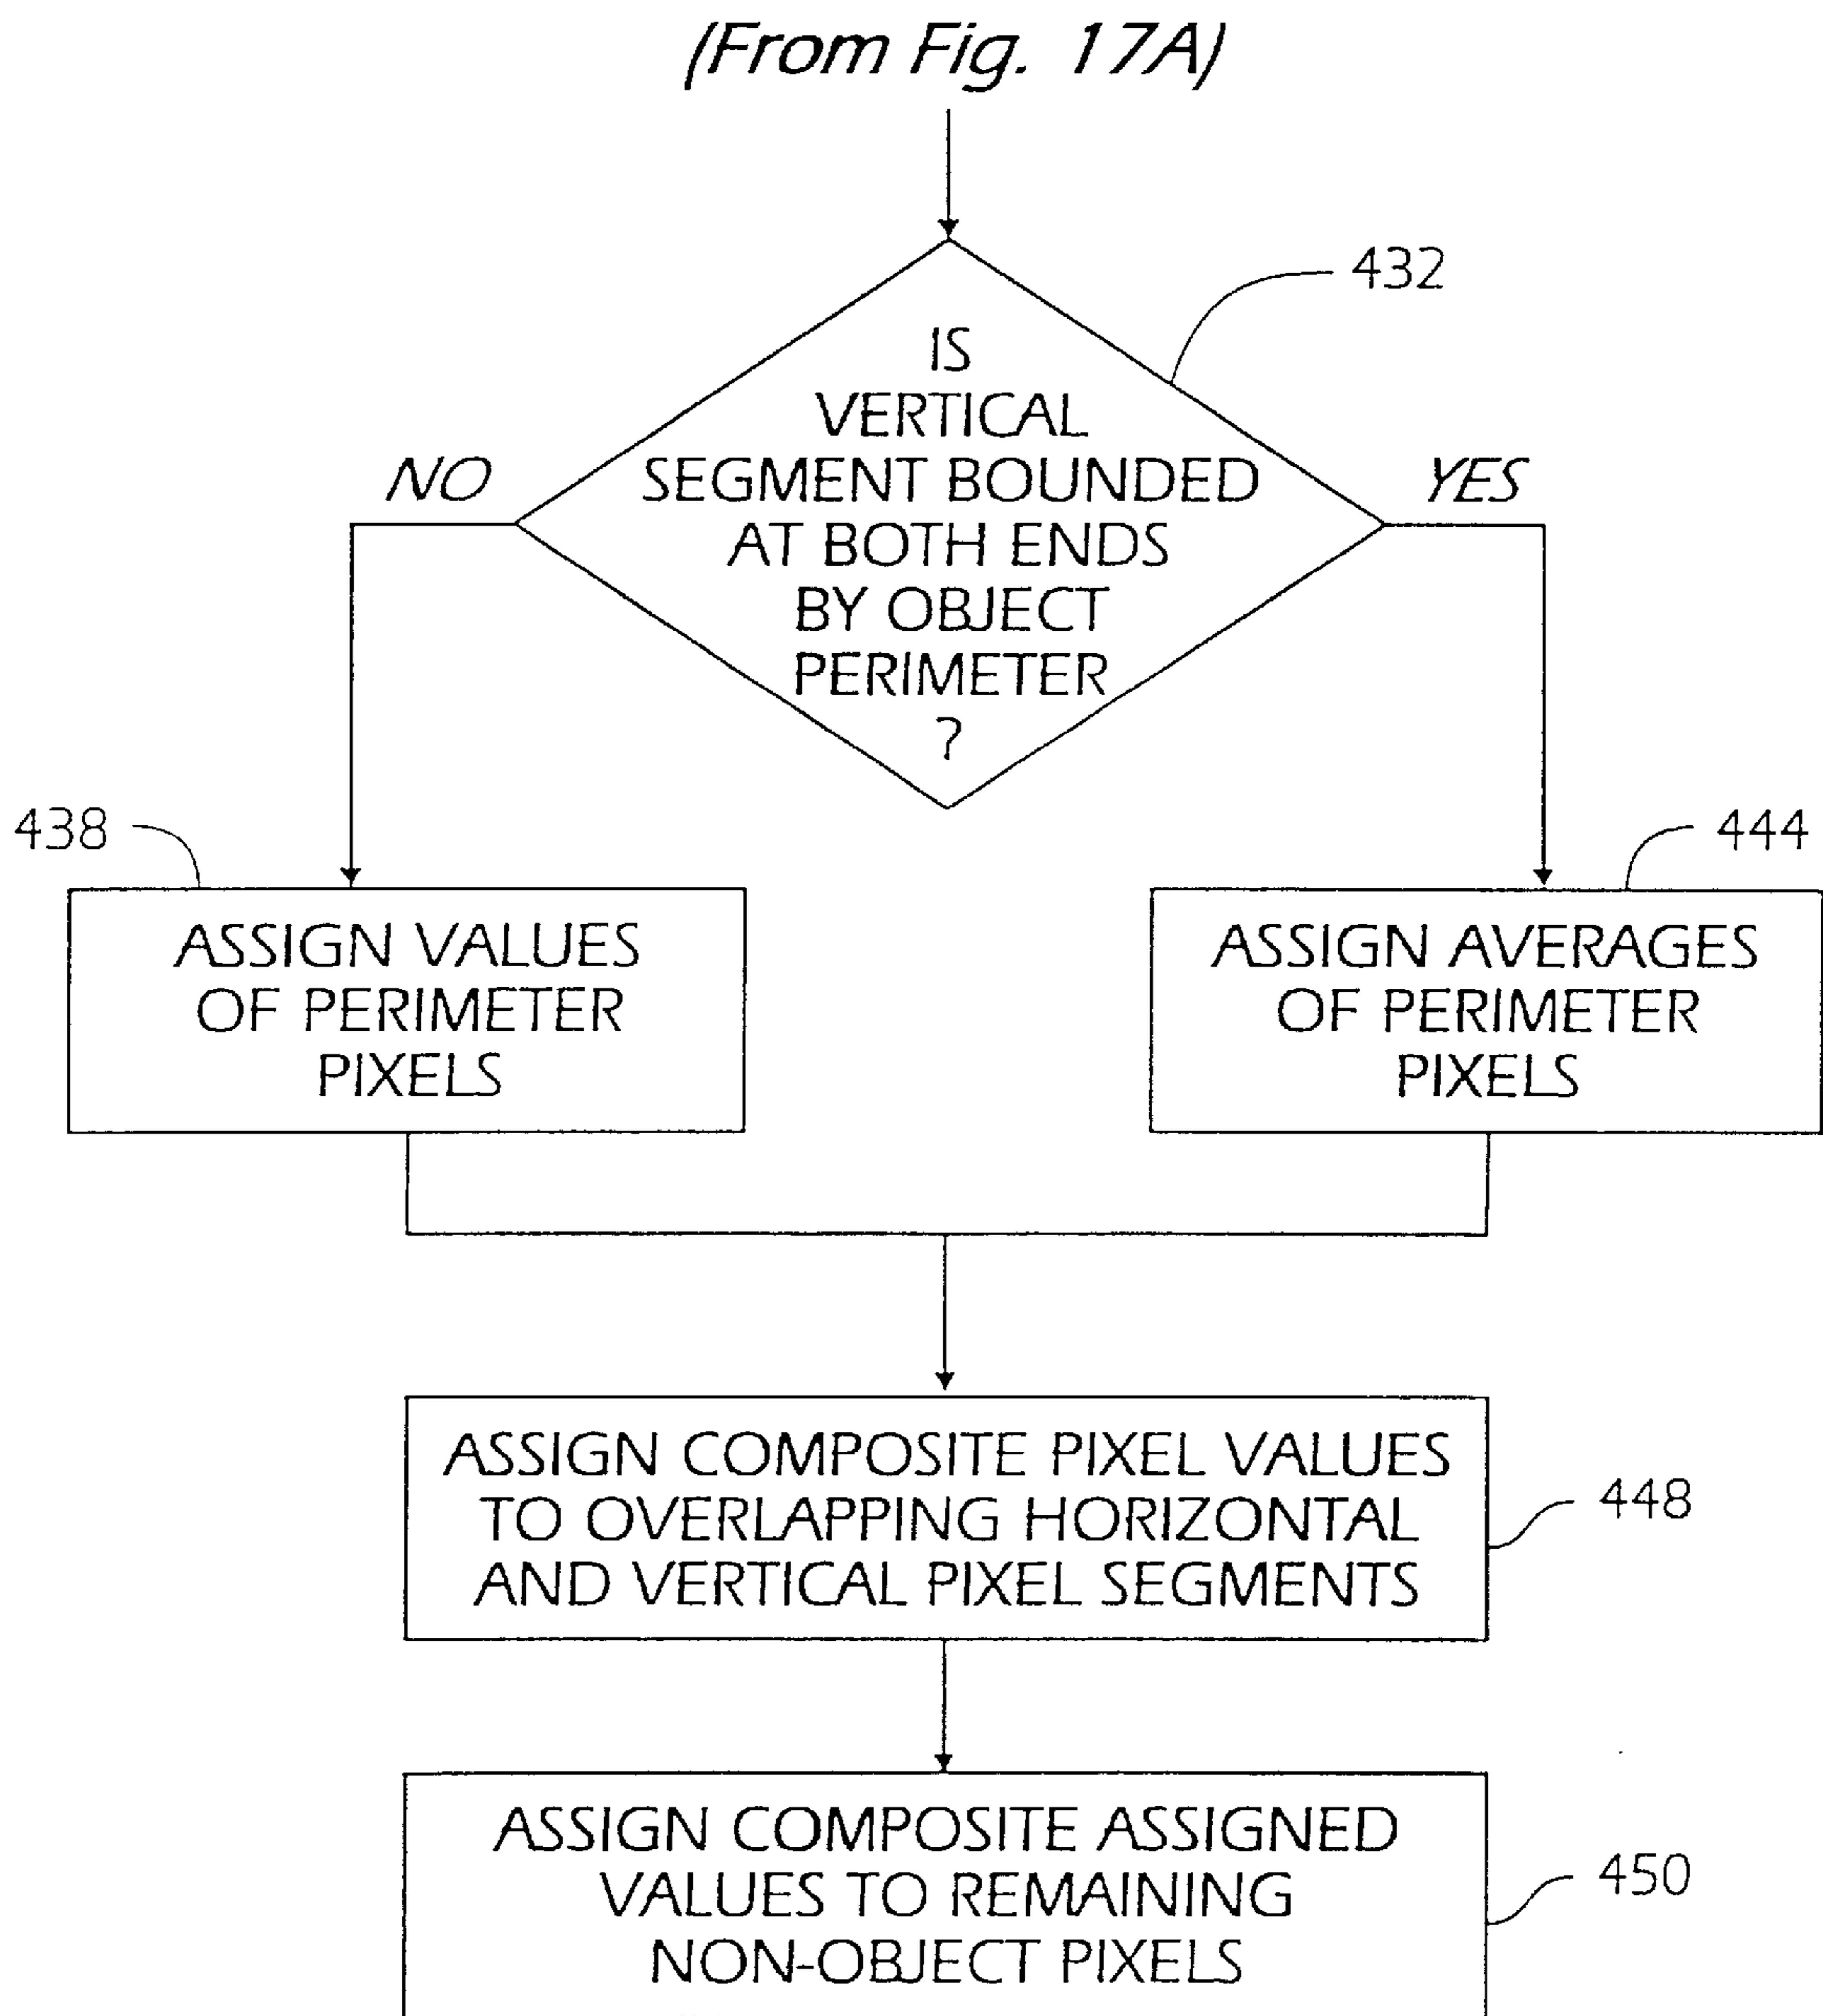 (From Fig. 17A)
432
IS
VERTICAL
SEGMENT BOUNDED
AT BOTH ENDS
BY OBJECT
PERIMETER
?
NO
YES
438
ASSIGN VALUES
OF PERIMETER
PIXELS
444
ASSIGN AVERAGES
OF PERIMETER
PIXELS
ASSIGN COMPOSITE PIXEL VALUES
TO OVERLAPPING HORIZONTAL
AND VERTICAL PIXEL SEGMENTS
448
ASSIGN COMPOSITE ASSIGNED
VALUES TO REMAINING
NON-OBJECT PIXELS
450